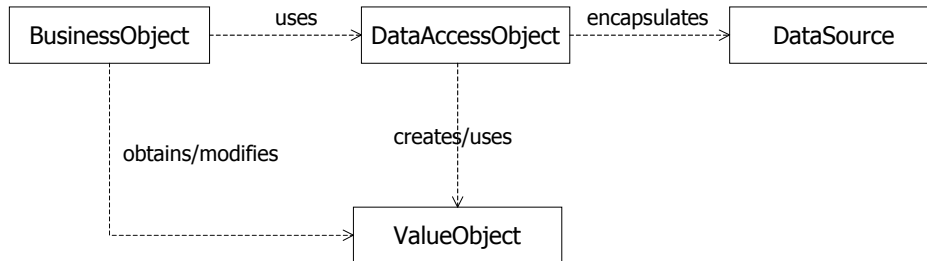 uses
encapsulates
BusinessObject
DataAccessObject
DataSource
creates/uses
obtains/modifies
ValueObject